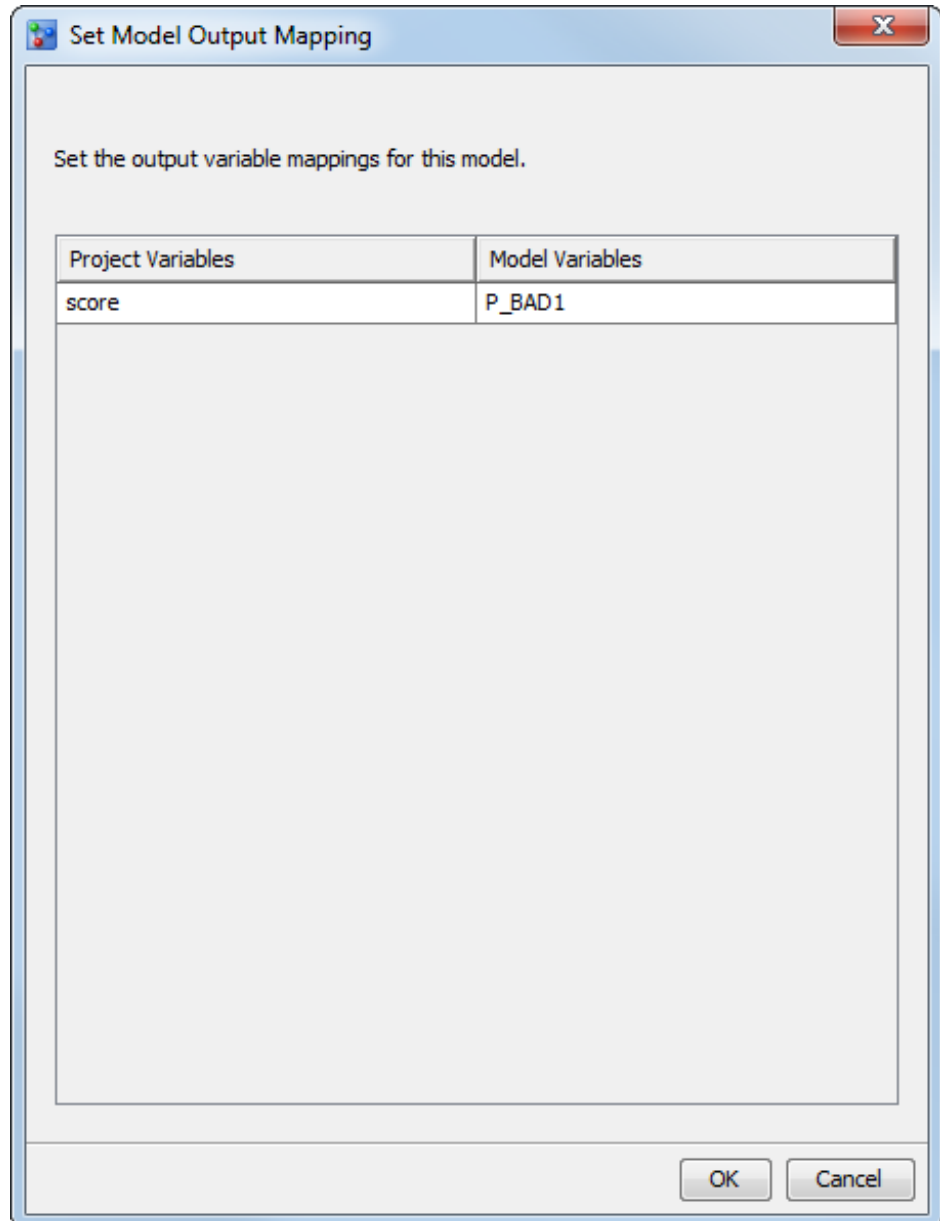 Set Model Output Mapping
Set the output variable mappings for this model.
Project Variables Model Variables
score P_BAD1
OK Cancel